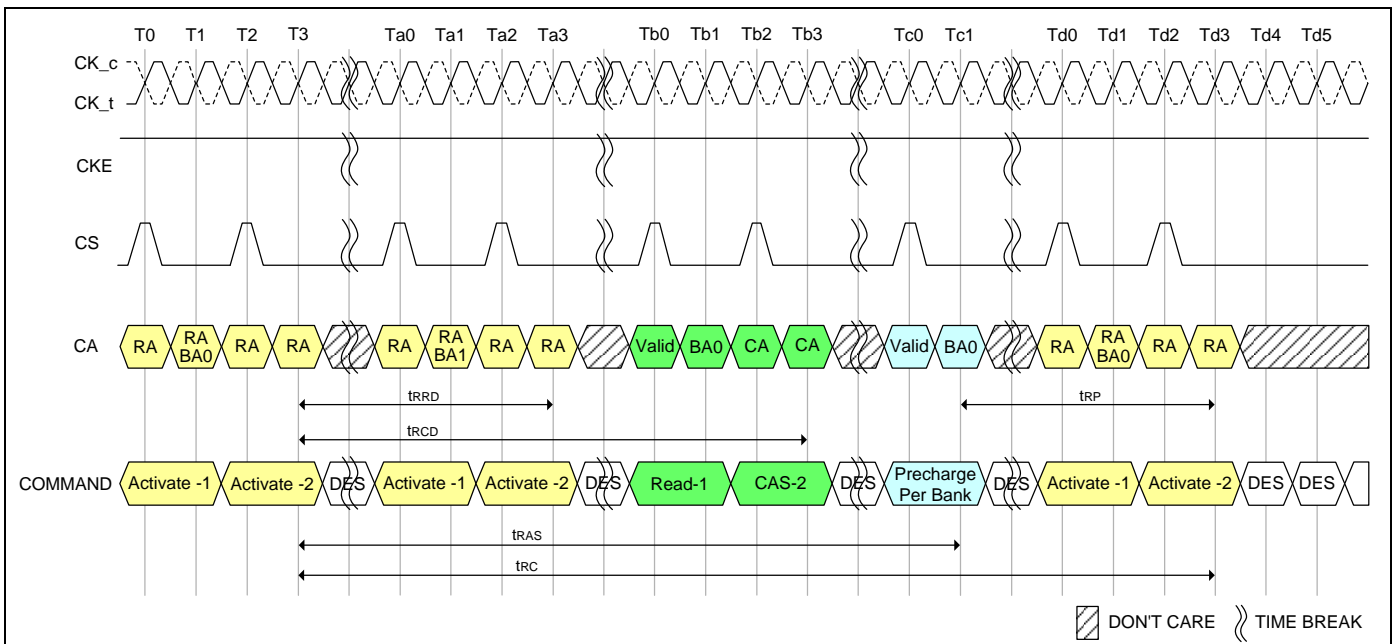 T0 T1 T2 T3 Ta0 Ta1 Ta2 Ta3 Tb0 Tb1 Tb2 Tb3 Tc0 Tc1 Td0 Td1 Td2 Td3 Td4 Td5
CK_c
CK_t
CKE
CS
CA RA RA BA0 RA RA RA RA BA1 RA RA Valid BA0 CA CA Valid BA0 RA RA BA0 RA RA
tRRD tRP
tRCD
COMMAND Activate -1 Activate -2 DES Activate -1 Activate -2 DES Read-1 CAS-2 DES Precharge Per Bank DES Activate -1 Activate -2 DES DES
tRAS
tRC
DON'T CARE TIME BREAK